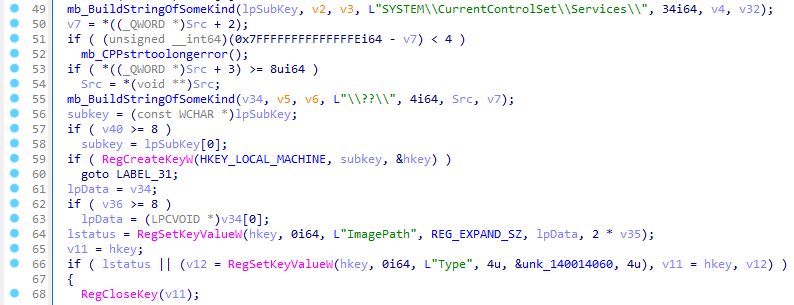 49 mb_BuildStringOfSomeKind(lpSubKey, v2, v3, L"SYSTEM\\CurrentControlSet\\Services\\", 34i64, v4, v32);
50 v7 = *((_QWORD *)Src + 2);
51 if ( (unsigned __int64)(0x7FFFFFFFFFFFFFFEi64 - v7) < 4 )
52 mb_CPPstrtoolongerror();
53 if ( *((_QWORD *)Src + 3) >= 8ui64 )
54 Src = *(void **)Src;
55 mb_BuildStringOfSomeKind(v34, v5, v6, L"\\??\\", 4i64, Src, v7);
56 subkey = (const WCHAR *)lpSubKey;
57 if ( v40 >= 8 )
58 subkey = lpSubKey[0];
59 if ( RegCreateKeyW(HKEY_LOCAL_MACHINE, subkey, &hkey) )
60 goto LABEL_31;
61 lpData = v34;
62 if ( v36 >= 8 )
63 lpData = (LPCVOID *)v34[0];
64 lstatus = RegSetKeyValueW(hkey, 0i64, L"ImagePath", REG_EXPAND_SZ, lpData, 2 * v35);
65 v11 = hkey;
66 if ( lstatus || (v12 = RegSetKeyValueW(hkey, 0i64, L"Type", 4u, &unk_140014060, 4u), v11 = hkey, v12) )
67 {
68 RegCloseKey(v11);